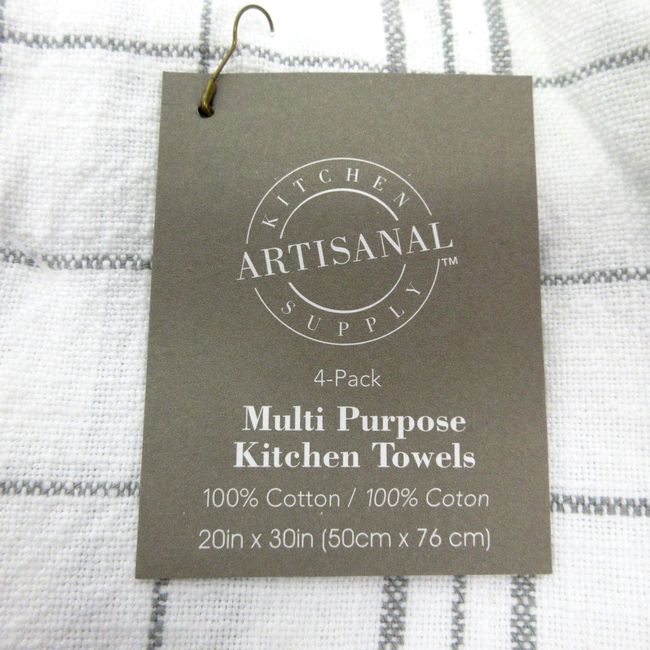 KITCHEN
ARTISANAL™
SUPPLY
4-Pack
Multi Purpose
Kitchen Towels
100% Cotton / 100% Coton
20in x 30in (50cm x 76 cm)